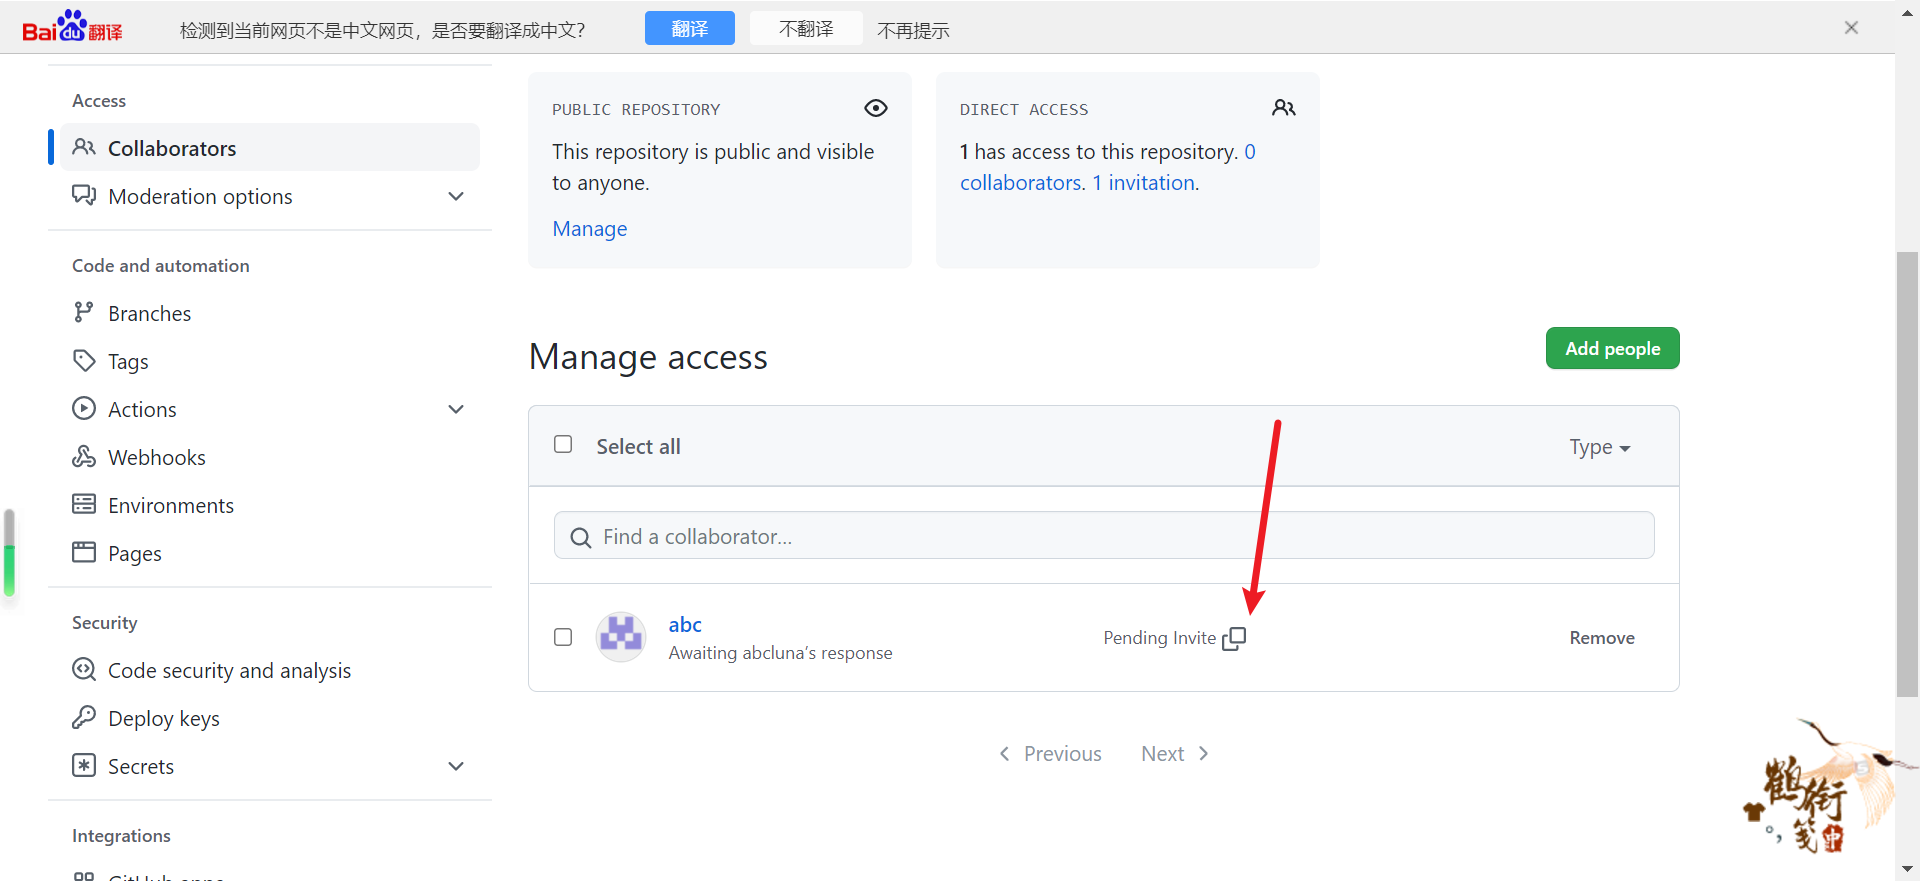 Bai du 翻译
检测到当前网页不是中文网页，是否要翻译成中文？
翻译
不翻译
不再提示
Access
Collaborators
Moderation options
Code and automation
Branches
Tags
Actions
Webhooks
Environments
Pages
Security
Code security and analysis
Deploy keys
Secrets
Integrations
GitHub apps
PUBLIC REPOSITORY
This repository is public and visible
to anyone.
Manage
DIRECT ACCESS
1 has access to this repository. 0
collaborators. 1 invitation.
Manage access
Add people
Select all
Type
Find a collaborator...
abc
Awaiting abcluna’s response
Pending Invite
Remove
Previous
Next
鹤衔笺
中